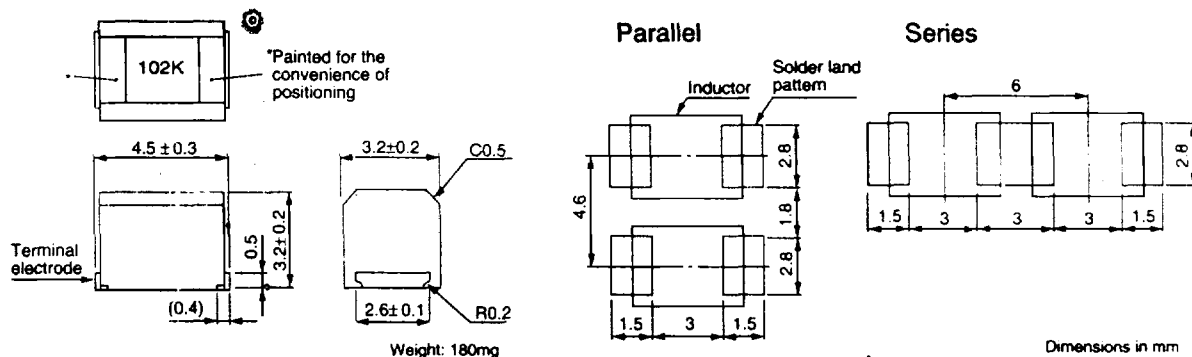 102K
*
*Painted for the
convenience of
positioning
4.5 ± 0.3
3.2±0.2
C0.5
Terminal
electrode
0.5
3.2± 0.2
(0.4)
2.6± 0.1
R0.2
Weight: 180mg
Parallel
Inductor
Solder land
pattern
4.6
2.8
1.8
2.8
1.5
3
1.5
Series
6
2.8
1.5
3
3
3
1.5
Dimensions in mm